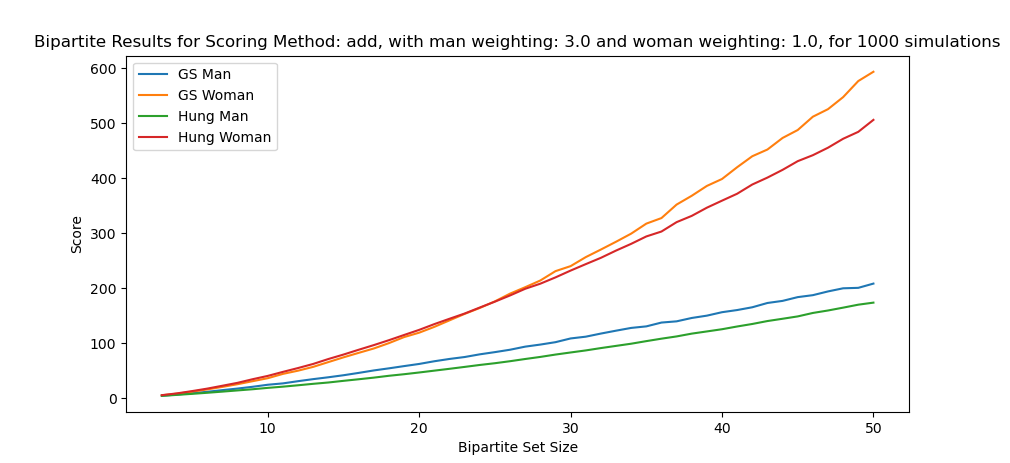 Bipartite Results for Scoring Method: add, with man weighting: 3.0 and woman weighting: 1.0, for 1000 simulations
600
500
400
300
200
100
0
Score
GS Man
GS Woman
Hung Man
Hung Woman
10
20
30
40
50
Bipartite Set Size